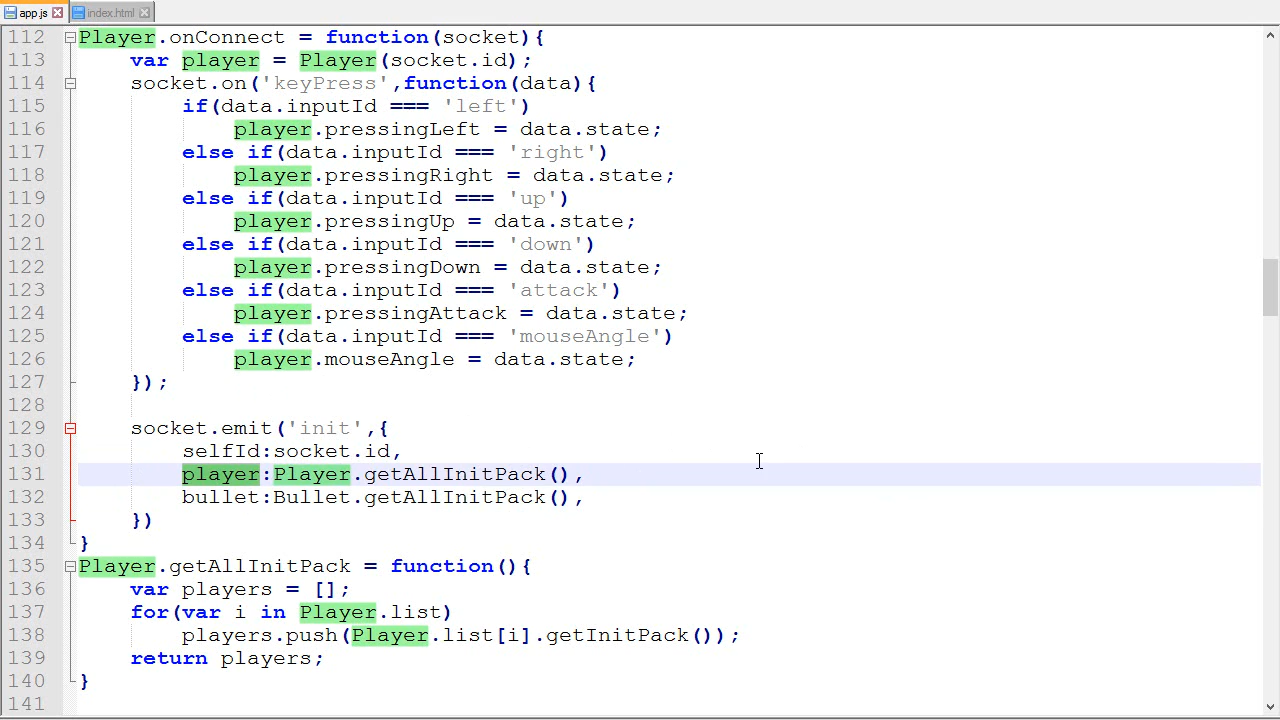 app.js index.html
112 Player.onConnect = function(socket){
113 var player = Player(socket.id);
114 socket.on('keyPress',function(data){
115 if(data.inputId === 'left')
116 player.pressingLeft = data.state;
117 else if(data.inputId === 'right')
118 player.pressingRight = data.state;
119 else if(data.inputId === 'up')
120 player.pressingUp = data.state;
121 else if(data.inputId === 'down')
122 player.pressingDown = data.state;
123 else if(data.inputId === 'attack')
124 player.pressingAttack = data.state;
125 else if(data.inputId === 'mouseAngle')
126 player.mouseAngle = data.state;
127 });
128
129 socket.emit('init',{
130 selfId:socket.id,
131 player:Player.getAllInitPack(),
132 bullet:Bullet.getAllInitPack(),
133 })
134 }
135 Player.getAllInitPack = function(){
136 var players = [];
137 for(var i in Player.list)
138 players.push(Player.list[i].getInitPack());
139 return players;
140 }
141